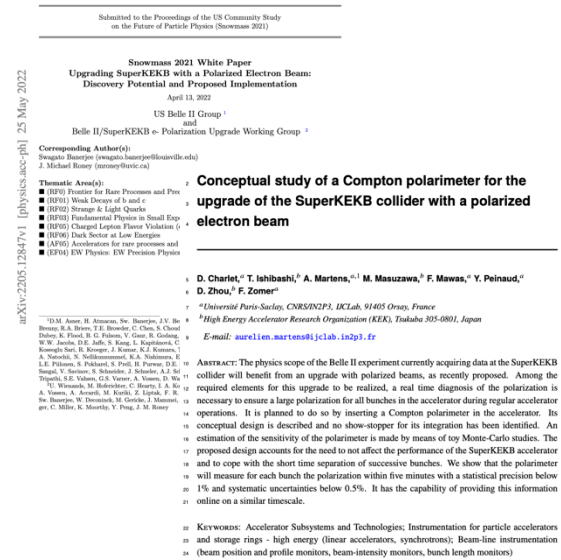 Submitted to the Proceedings of the US Community Study
on the Future of Particle Physics (Snowmass 2021)
Snowmass 2021 White Paper
Upgrading SuperKEKB with a Polarized Electron Beam:
Discovery Potential and Proposed Implementation
April 13, 2022
US Belle II Group 1
and
Belle II/SuperKEKB e- Polarization Upgrade Working Group 2
Corresponding Author(s):
Swagato Banerjee (swagato.banerjee@louisville.edu)
J. Michael Roney (mroney@uvic.ca)
Thematic Area(s):
■ (RF0) Frontier for Rare Processes and Prec
■ (RF01) Weak Decays of b and c
■ (RF02) Strange & Light Quarks
■ (RF03) Fundamental Physics in Small Expe
■ (RF05) Charged Lepton Flavor Violation (
■ (RF06) Dark Sector at Low Energies
■ (AF05) Accelerators for rare processes and
■ (EF04) EW Physics: EW Precision Physics
arXiv:2205.12847v1 [physics.acc-ph] 25 May 2022
2 Conceptual study of a Compton polarimeter for the
3 upgrade of the SuperKEKB collider with a polarized
4 electron beam
5 D. Charlet,a T. Ishibashi,b A. Martens,a,1 M. Masuzawa,b F. Mawas,a Y. Peinaud,a
6 D. Zhou,b F. Zomera
7 aUniversité Paris-Saclay, CNRS/IN2P3, IJCLab, 91405 Orsay, France
8 bHigh Energy Accelerator Research Organization (KEK), Tsukuba 305-0801, Japan
9 E-mail: aurelien.martens@ijclab.in2p3.fr
10 Abstract: The physics scope of the Belle II experiment currently acquiring data at the SuperKEKB
11 collider will benefit from an upgrade with polarized beams, as recently proposed. Among the
12 required elements for this upgrade to be realized, a real time diagnosis of the polarization is
13 necessary to ensure a large polarization for all bunches in the accelerator during regular accelerator
14 operations. It is planned to do so by inserting a Compton polarimeter in the accelerator. Its
15 conceptual design is described and no show-stopper for its integration has been identified. An
16 estimation of the sensitivity of the polarimeter is made by means of toy Monte-Carlo studies. The
17 proposed design accounts for the need to not affect the performance of the SuperKEKB accelerator
18 and to cope with the short time separation of successive bunches. We show that the polarimeter
19 will measure for each bunch the polarization within five minutes with a statistical precision below
20 1% and systematic uncertainties below 0.5%. It has the capability of providing this information
21 online on a similar timescale.
22 Keywords: Accelerator Subsystems and Technologies; Instrumentation for particle accelerators
23 and storage rings - high energy (linear accelerators, synchrotrons); Beam-line instrumentation
24 (beam position and profile monitors, beam-intensity monitors, bunch length monitors)